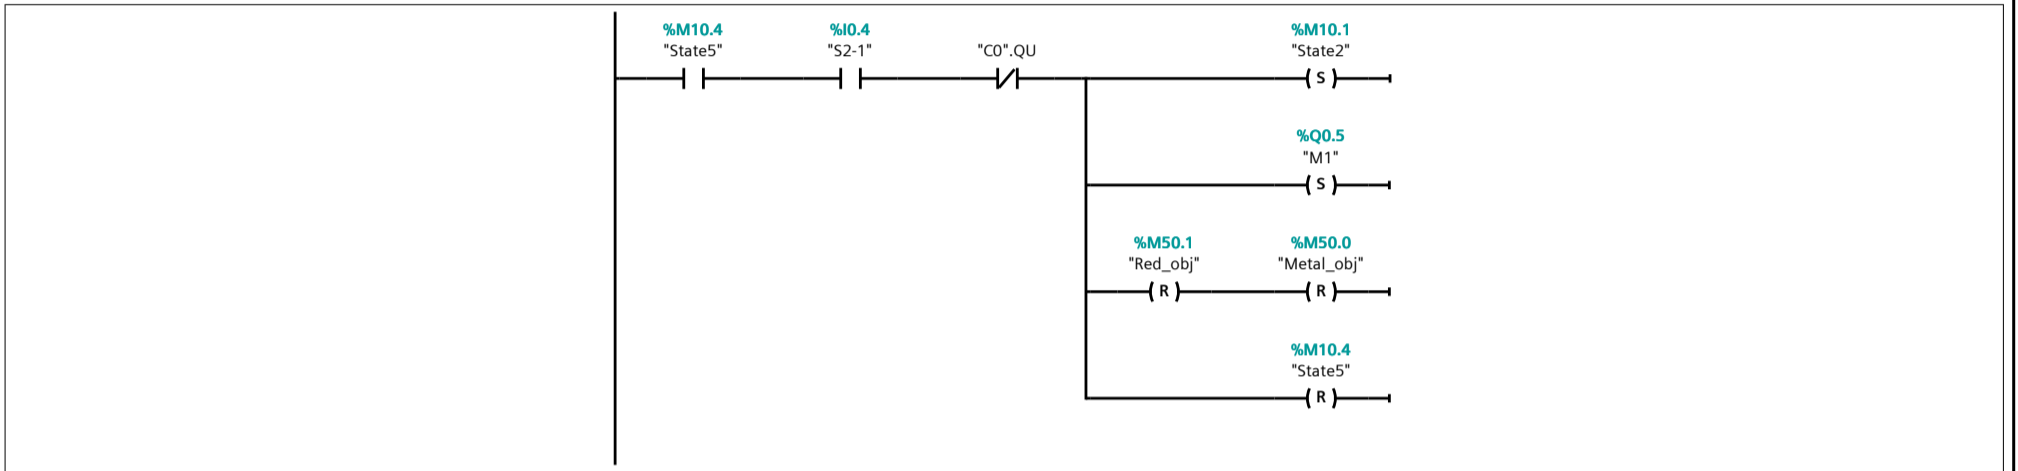 %M10.4
"State5"
%I0.4
"S2-1"
"C0".QU
%M10.1
"State2"
S
%Q0.5
"M1"
S
%M50.1
"Red_obj"
R
%M50.0
"Metal_obj"
R
%M10.4
"State5"
R